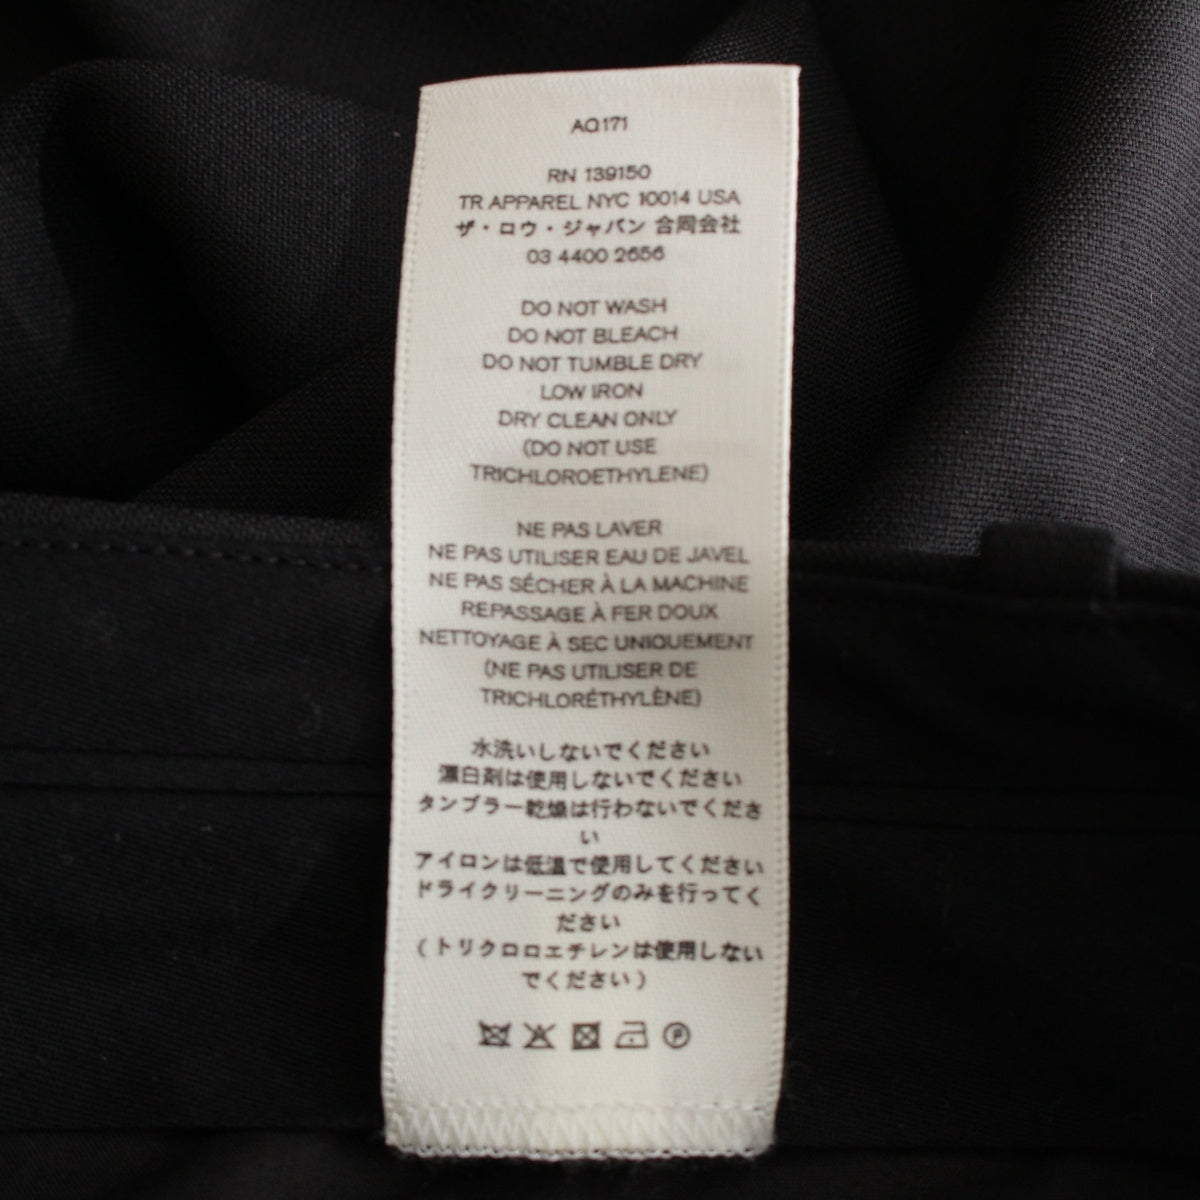 AQ171
RN 139150
TR APPAREL NYC 10014 USA
ザ・ロウ・ジャパン 合同会社
03 4400 2656
DO NOT WASH
DO NOT BLEACH
DO NOT TUMBLE DRY
LOW IRON
DRY CLEAN ONLY
(DO NOT USE
TRICHLOROETHYLENE)
NE PAS LAVER
NE PAS UTILISER EAU DE JAVEL
NE PAS SÉCHER À LA MACHINE
REPASSAGE À FER DOUX
NETTOYAGE À SEC UNIQUEMENT
(NE PAS UTILISER DE
TRICHLORÉTHYLÈNE)
水洗いしないでください
漂白剤は使用しないでください
タンブラー乾燥は行わないでくださ
い
アイロンは低温で使用してください
ドライクリーニングのみを行ってく
ださい
(トリクロロエチレンは使用しない
でください)
P